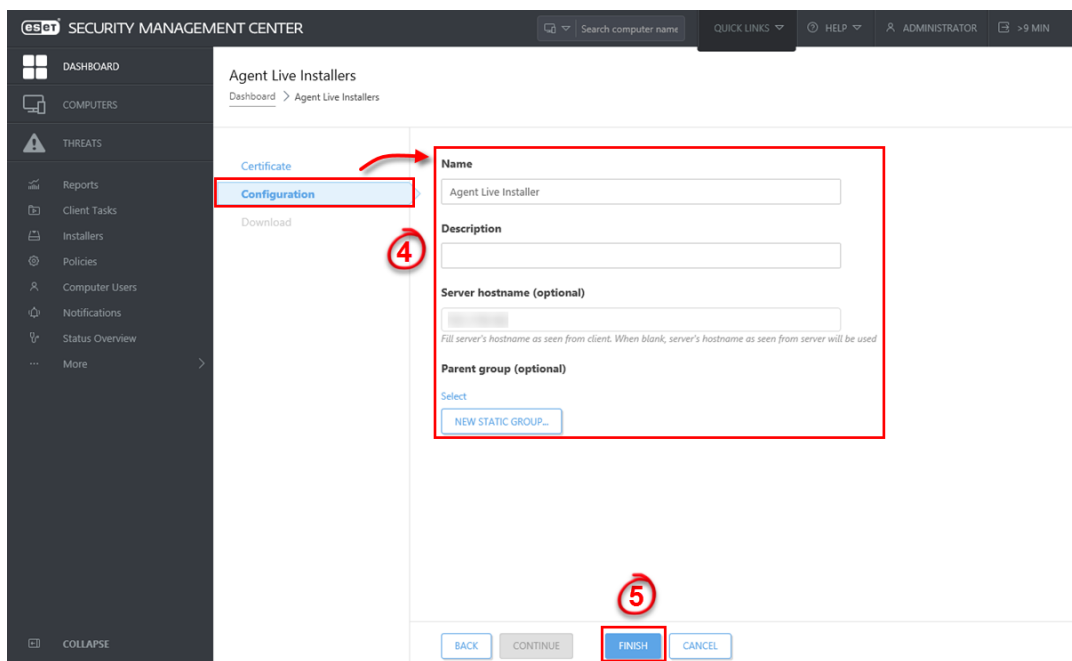 eset SECURITY MANAGEMENT CENTER
Search computer name
QUICK LINKS
HELP
ADMINISTRATOR
>9 MIN
DASHBOARD
COMPUTERS
THREATS
Reports
Client Tasks
Installers
Policies
Computer Users
Notifications
Status Overview
More
COLLAPSE
Agent Live Installers
Dashboard > Agent Live Installers
Certificate
Configuration
Download
4
Name
Agent Live Installer
Description
Server hostname (optional)
Fill server's hostname as seen from client. When blank, server's hostname as seen from server will be used
Parent group (optional)
Select
NEW STATIC GROUP...
5
BACK
CONTINUE
FINISH
CANCEL